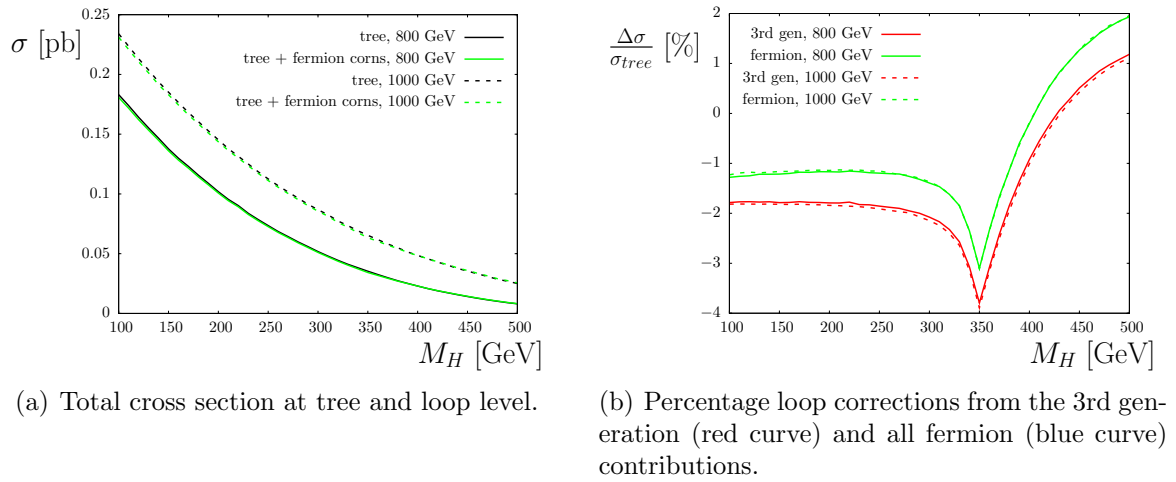 σ [pb]
0.25
0.2
0.15
0.1
0.05
0
100 150 200 250 300 350 400 450 500
M_H [GeV]
tree, 800 GeV
tree + fermion corns, 800 GeV
tree, 1000 GeV
tree + fermion corns, 1000 GeV
(a) Total cross section at tree and loop level.
Δσ/σ_tree [%]
2
1
0
−1
−2
−3
−4
100 150 200 250 300 350 400 450 500
M_H [GeV]
3rd gen, 800 GeV
fermion, 800 GeV
3rd gen, 1000 GeV
fermion, 1000 GeV
(b) Percentage loop corrections from the 3rd gen-
eration (red curve) and all fermion (blue curve)
contributions.